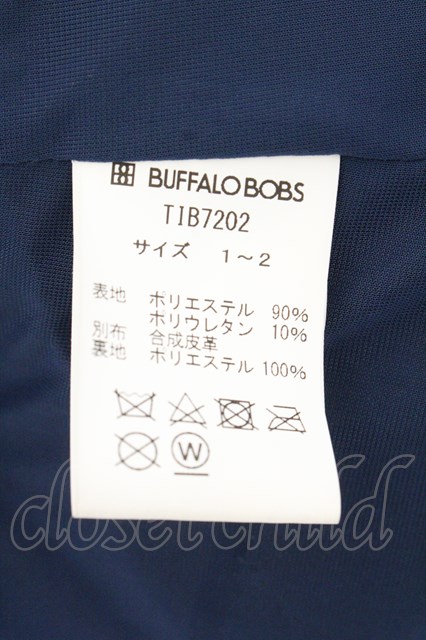 BUFFALO BOBS
TIB7202
サイズ 1～2
表地 ポリエステル 90%
ポリウレタン 10%
別布 合成皮革
裏地 ポリエステル 100%
W
closet child